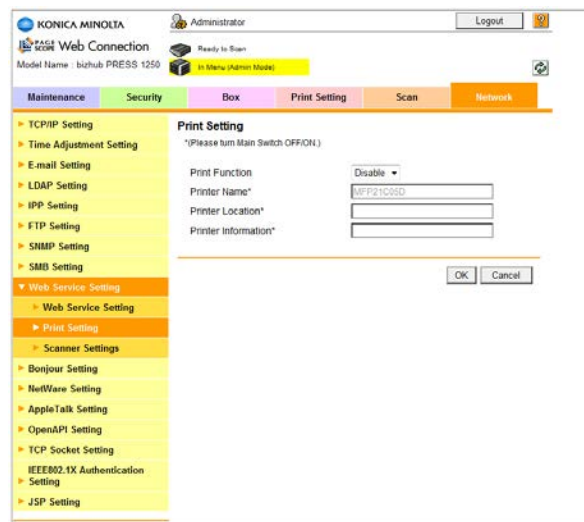 KONICA MINOLTA
Administrator
Logout
?
PAGE SCOPE Web Connection
Ready to Scan
Model Name : bizhub PRESS 1250
In Menu (Admin Mode)
Maintenance Security Box Print Setting Scan Network
TCP/IP Setting
Time Adjustment Setting
E-mail Setting
LDAP Setting
IPP Setting
FTP Setting
SNMP Setting
SMB Setting
Web Service Setting
Web Service Setting
Print Setting
Scanner Settings
Bonjour Setting
NetWare Setting
AppleTalk Setting
OpenAPI Setting
TCP Socket Setting
IEEE802.1X Authentication
Setting
JSP Setting
Print Setting
*(Please turn Main Switch OFF/ON.)
Print Function Disable
Printer Name* MFP21C05D
Printer Location*
Printer Information*
OK Cancel